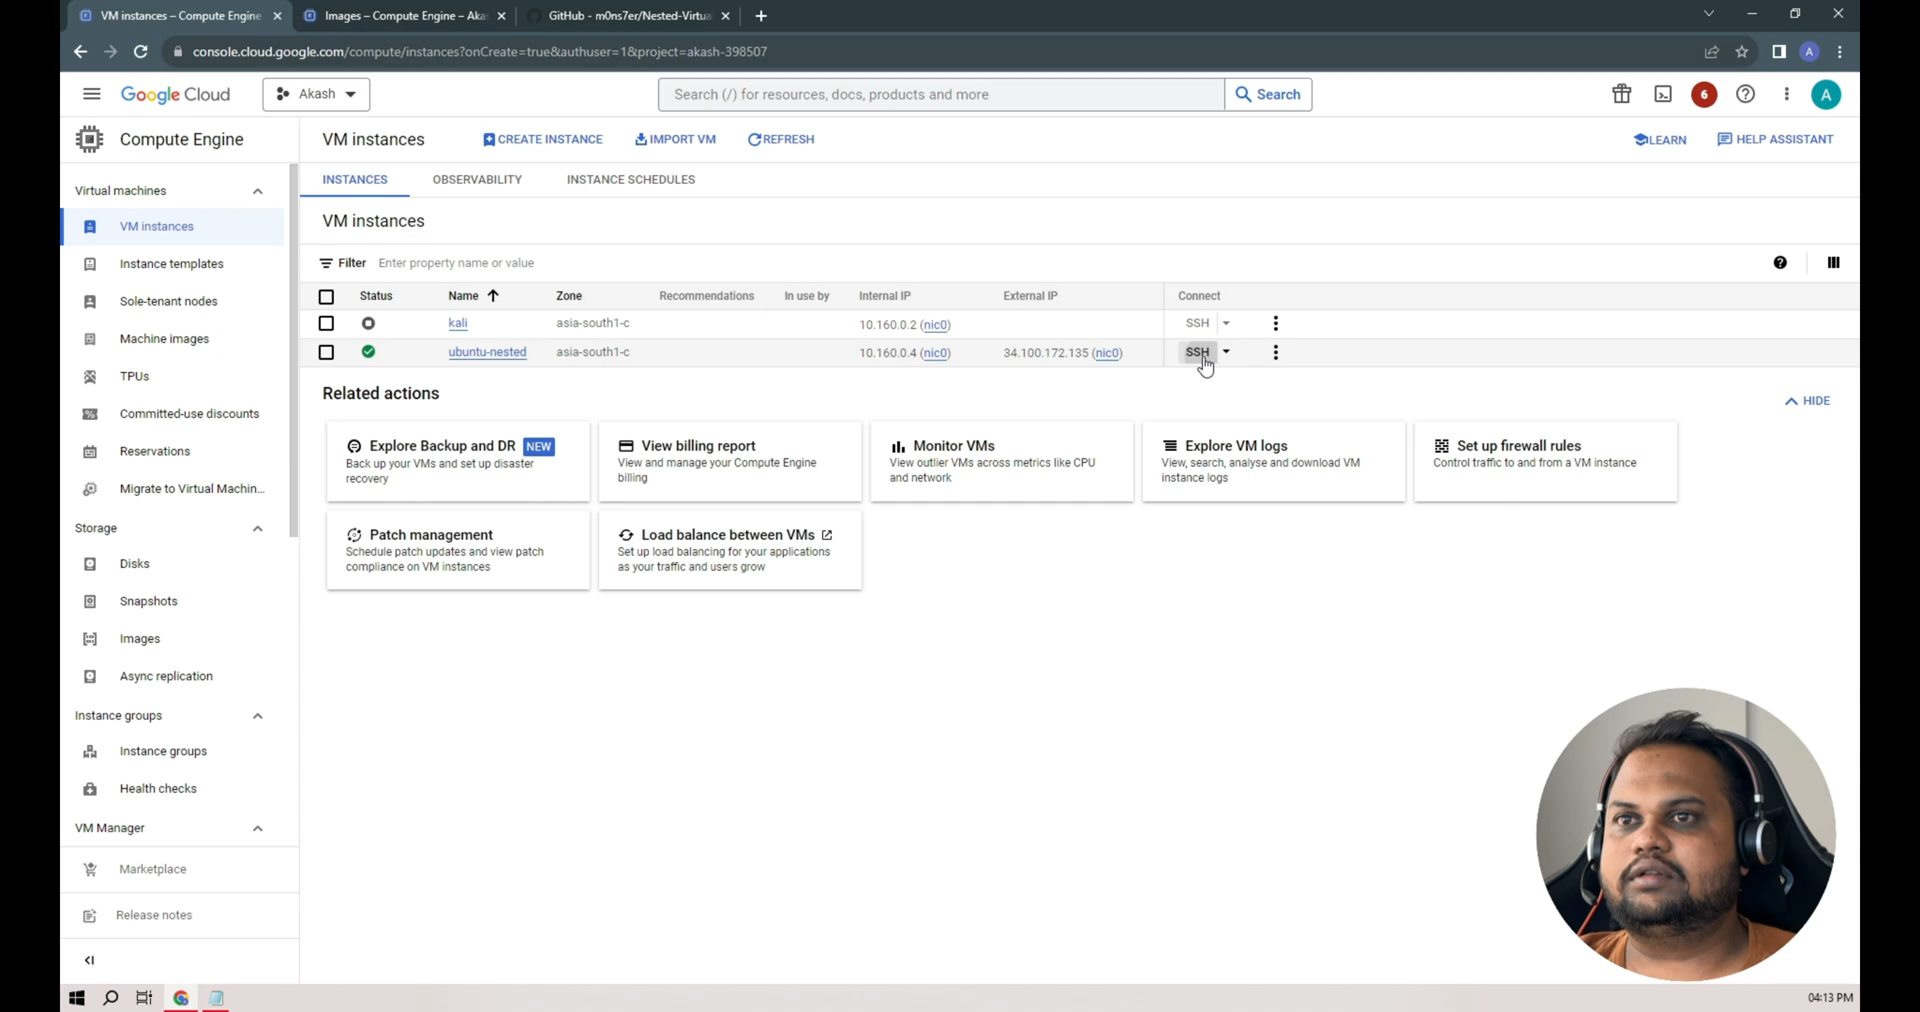 VM instances – Compute Engine
Images – Compute Engine – Aka
GitHub - m0ns7er/Nested-Virtua
console.cloud.google.com/compute/instances?onCreate=true&authuser=1&project=akash-398507
A
Google Cloud
Akash
Search (/) for resources, docs, products and more
Search
6
A
Compute Engine
VM instances
CREATE INSTANCE
IMPORT VM
REFRESH
LEARN
HELP ASSISTANT
Virtual machines
VM instances
Instance templates
Sole-tenant nodes
Machine images
TPUs
Committed-use discounts
Reservations
Migrate to Virtual Machin...
Storage
Disks
Snapshots
Images
Async replication
Instance groups
Instance groups
Health checks
VM Manager
Marketplace
Release notes
INSTANCES OBSERVABILITY INSTANCE SCHEDULES
VM instances
Filter Enter property name or value
Status Name Zone Recommendations In use by Internal IP External IP Connect
kali asia-south1-c 10.160.0.2 (nic0) SSH
ubuntu-nested asia-south1-c 10.160.0.4 (nic0) 34.100.172.135 (nic0) SSH
Related actions
HIDE
Explore Backup and DR NEW
Back up your VMs and set up disaster
recovery
View billing report
View and manage your Compute Engine
billing
Monitor VMs
View outlier VMs across metrics like CPU
and network
Explore VM logs
View, search, analyse and download VM
instance logs
Set up firewall rules
Control traffic to and from a VM instance
Patch management
Schedule patch updates and view patch
compliance on VM instances
Load balance between VMs
Set up load balancing for your applications
as your traffic and users grow
04:13 PM